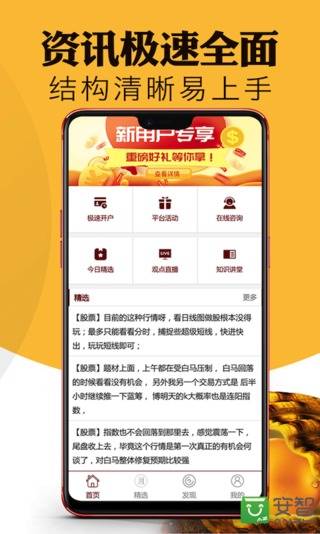 资讯极速全面
结构清晰易上手
新用户专享
重磅好礼等你拿!
查看详情
极速开户
平台活动
在线咨询
今日精选
LIVE
观点直播
知识讲堂
精选
更多
【股票】目前的这种行情呀,看日线图做股根本没得
玩;最多只能看看分时,捕捉些超级短线,快进快
出,玩玩短线即可;
【股票】题材上面,上午都在受白马压制,白马回落
的时候看看没有机会,另外我另一个交易方式是 后半
小时继续推一下蓝筹, 博明天的k大概率也是连阳指
数,
【股票】指数也不会回落到那里去,感觉震荡一下,
尾盘收上去,毕竟这个行情是第一次真正的有机会何
谈,对白马整体修复预期比较强
首页
精选
发现
我的
安智